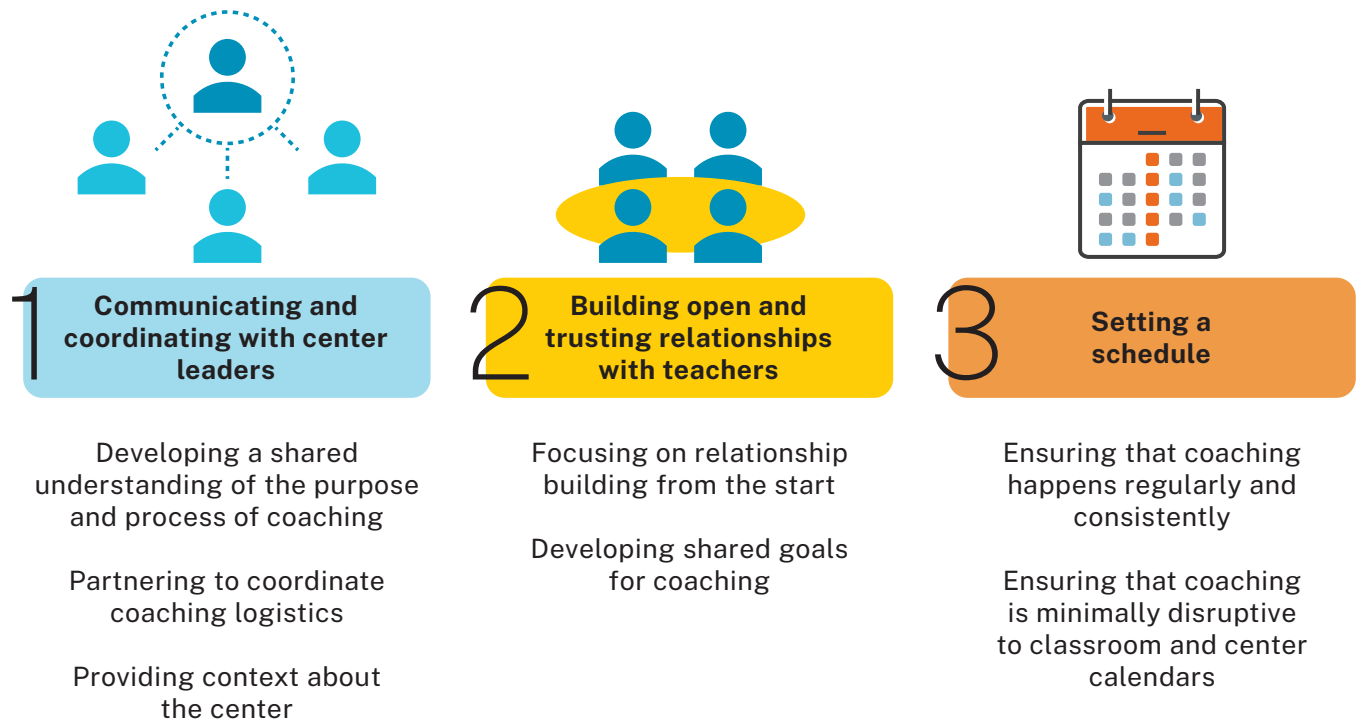 1
Communicating and
coordinating with center
leaders
Developing a shared
understanding of the purpose
and process of coaching
Partnering to coordinate
coaching logistics
Providing context about
the center
2
Building open and
trusting relationships
with teachers
Focusing on relationship
building from the start
Developing shared goals
for coaching
3
Setting a
schedule
Ensuring that coaching
happens regularly and
consistently
Ensuring that coaching
is minimally disruptive
to classroom and center
calendars